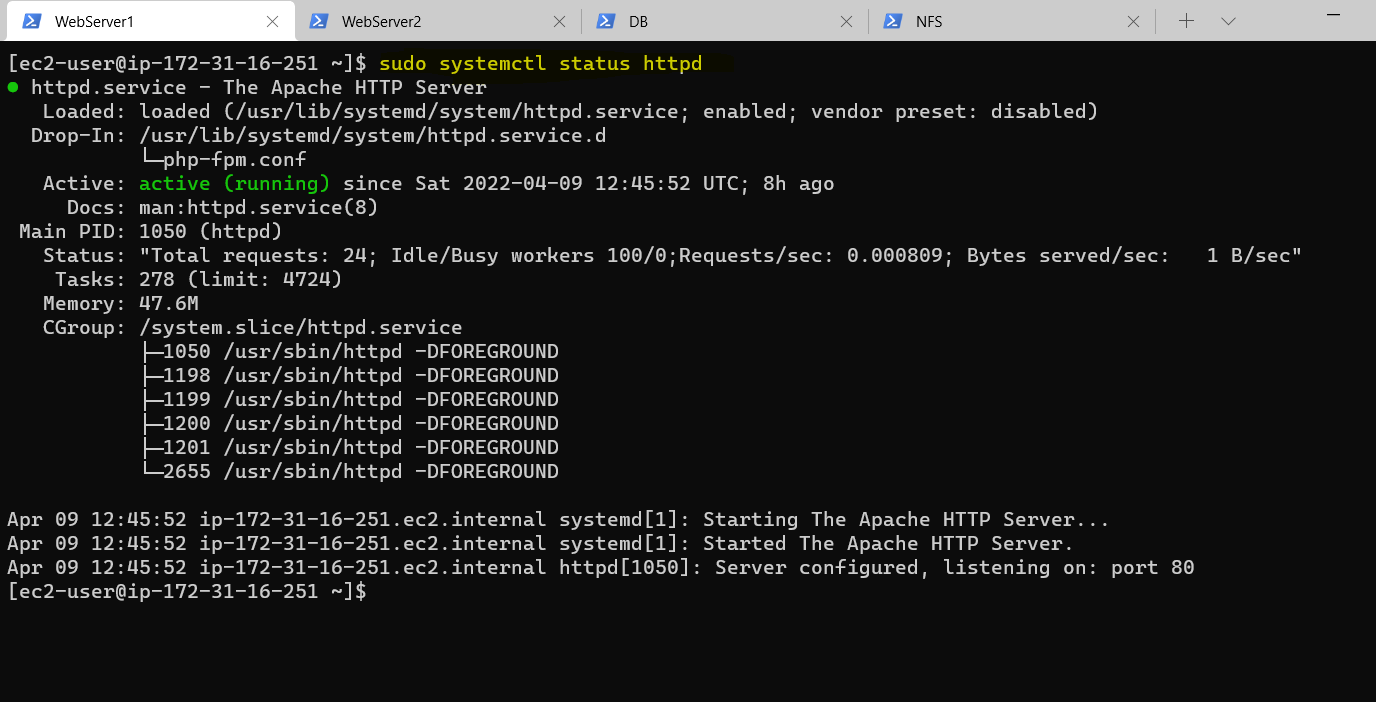 WebServer1 WebServer2 DB NFS
[ec2-user@ip-172-31-16-251 ~]$ sudo systemctl status httpd
● httpd.service - The Apache HTTP Server
   Loaded: loaded (/usr/lib/systemd/system/httpd.service; enabled; vendor preset: disabled)
  Drop-In: /usr/lib/systemd/system/httpd.service.d
           └─php-fpm.conf
   Active: active (running) since Sat 2022-04-09 12:45:52 UTC; 8h ago
     Docs: man:httpd.service(8)
 Main PID: 1050 (httpd)
   Status: "Total requests: 24; Idle/Busy workers 100/0;Requests/sec: 0.000809; Bytes served/sec:   1 B/sec"
    Tasks: 278 (limit: 4724)
   Memory: 47.6M
   CGroup: /system.slice/httpd.service
           ├─1050 /usr/sbin/httpd -DFOREGROUND
           ├─1198 /usr/sbin/httpd -DFOREGROUND
           ├─1199 /usr/sbin/httpd -DFOREGROUND
           ├─1200 /usr/sbin/httpd -DFOREGROUND
           ├─1201 /usr/sbin/httpd -DFOREGROUND
           └─2655 /usr/sbin/httpd -DFOREGROUND

Apr 09 12:45:52 ip-172-31-16-251.ec2.internal systemd[1]: Starting The Apache HTTP Server...
Apr 09 12:45:52 ip-172-31-16-251.ec2.internal systemd[1]: Started The Apache HTTP Server.
Apr 09 12:45:52 ip-172-31-16-251.ec2.internal httpd[1050]: Server configured, listening on: port 80
[ec2-user@ip-172-31-16-251 ~]$